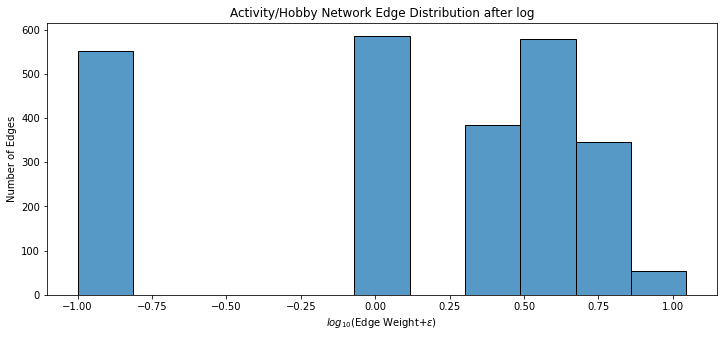 Activity/Hobby Network Edge Distribution after log
600
500
400
300
200
100
0
Number of Edges
−1.00 −0.75 −0.50 −0.25 0.00 0.25 0.50 0.75 1.00
log₁₀(Edge Weight+ε)